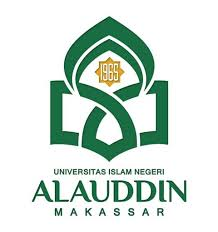 1965
UNIVERSITAS ISLAM NEGERI
ALAUDDIN
MAKASSAR